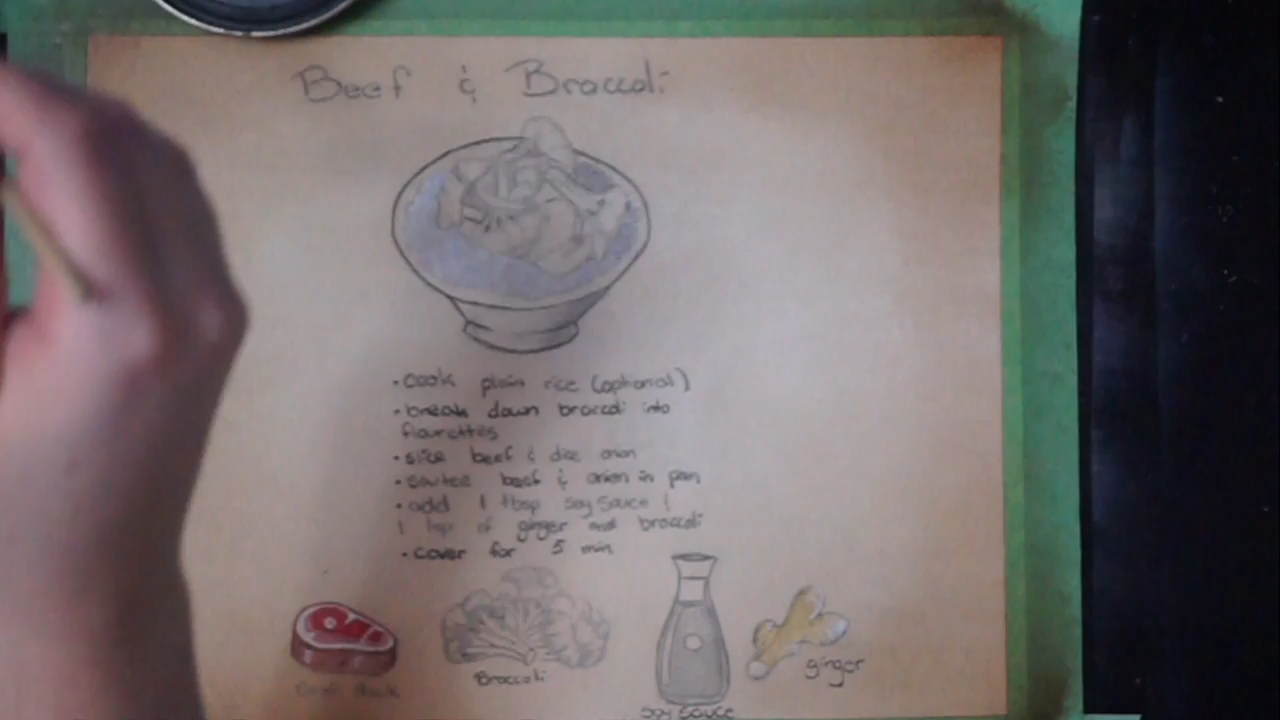 Beef & Broccoli
• cook plain rice (optional)
• break down broccoli into
flourettes
• slice beef & dice onion
• sautee beef & onion in pan
• add 1 tbsp soy sauce &
1 tsp of ginger and broccoli
• cover for 5 min
Broccoli
ginger
Soy Sauce